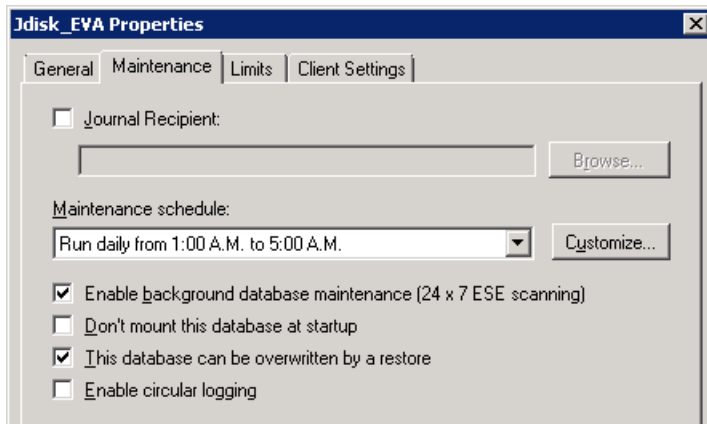 Jdisk_EVA Properties
General Maintenance Limits Client Settings
Journal Recipient:
Browse...
Maintenance schedule:
Run daily from 1:00 A.M. to 5:00 A.M. Customize...
Enable background database maintenance (24 x 7 ESE scanning)
Don't mount this database at startup
This database can be overwritten by a restore
Enable circular logging